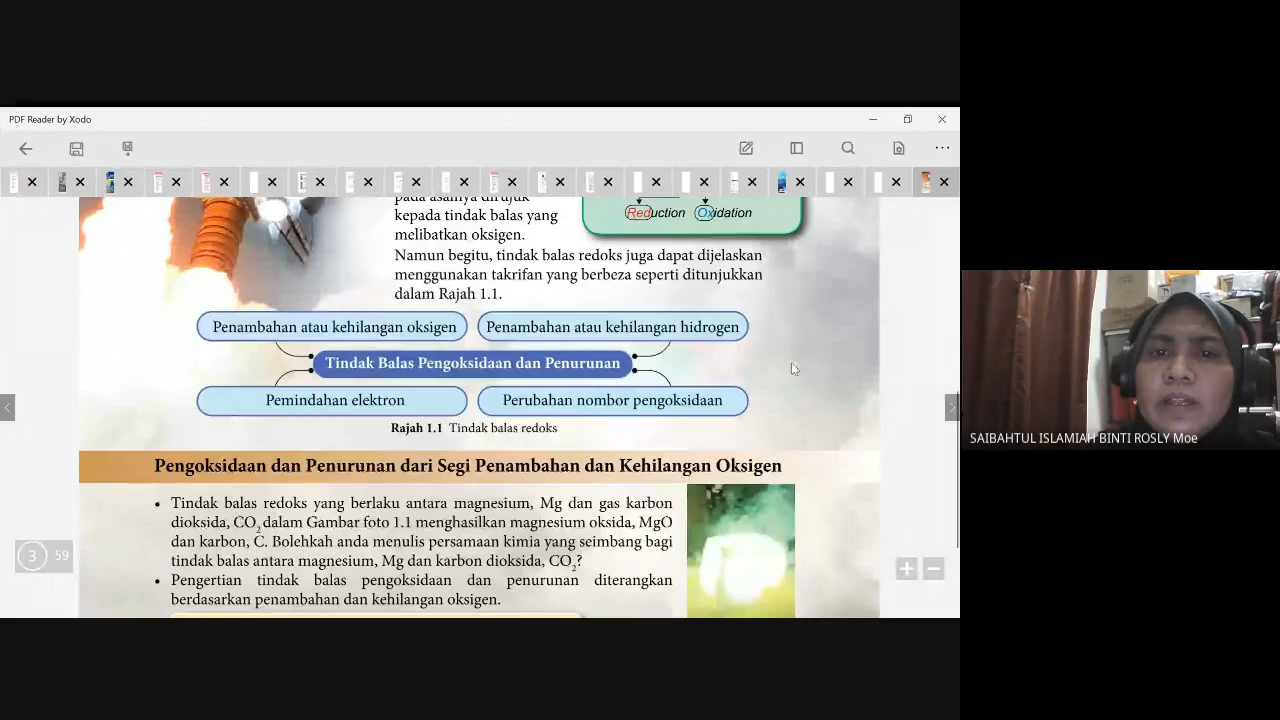 PDF Reader by Xodo
kepada tindak balas yang
melibatkan oksigen.
Reduction Oxidation
Namun begitu, tindak balas redoks juga dapat dijelaskan
menggunakan takrifan yang berbeza seperti ditunjukkan
dalam Rajah 1.1.
Penambahan atau kehilangan oksigen
Penambahan atau kehilangan hidrogen
Tindak Balas Pengoksidaan dan Penurunan
Pemindahan elektron
Perubahan nombor pengoksidaan
Rajah 1.1 Tindak balas redoks
Pengoksidaan dan Penurunan dari Segi Penambahan dan Kehilangan Oksigen
• Tindak balas redoks yang berlaku antara magnesium, Mg dan gas karbon
dioksida, CO2 dalam Gambar foto 1.1 menghasilkan magnesium oksida, MgO
dan karbon, C. Bolehkah anda menulis persamaan kimia yang seimbang bagi
tindak balas antara magnesium, Mg dan karbon dioksida, CO2?
• Pengertian tindak balas pengoksidaan dan penurunan diterangkan
berdasarkan penambahan dan kehilangan oksigen.
3 59
SAIBAHTUL ISLAMIAH BINTI ROSLY Moe